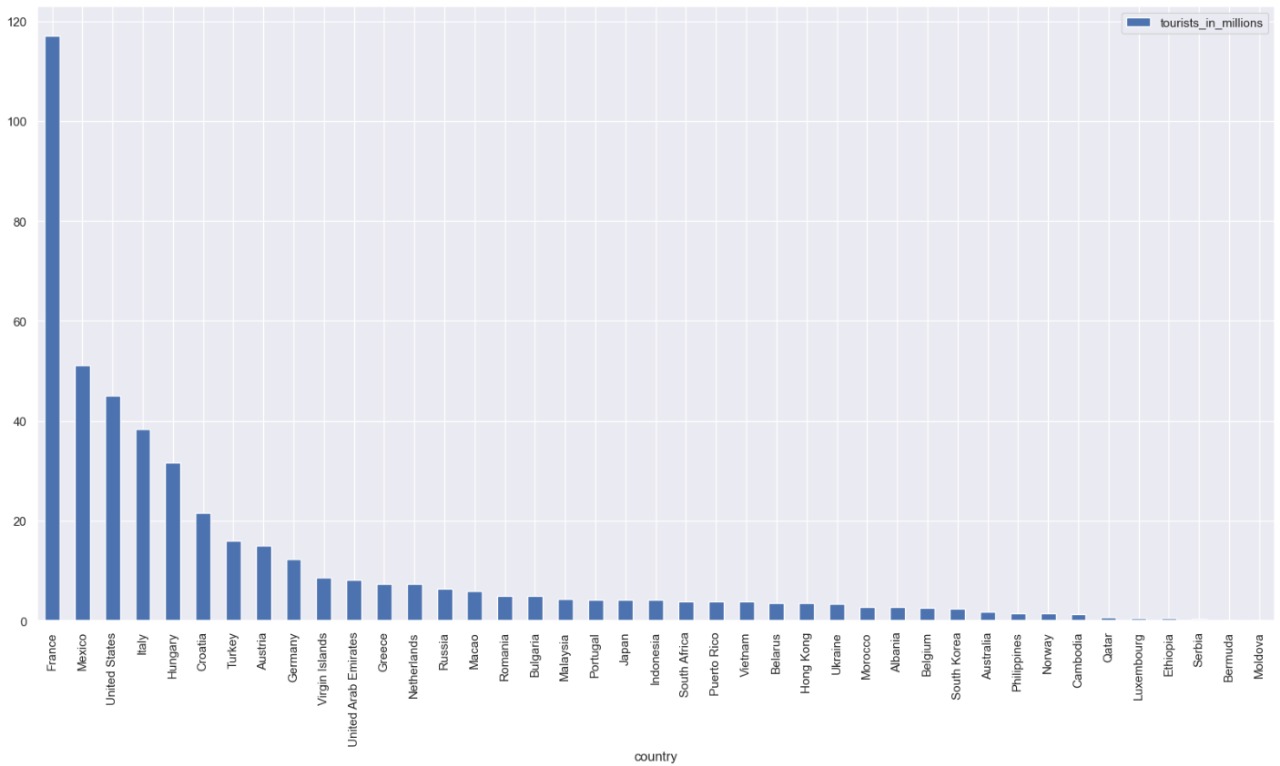 tourists_in_millions
120
100
80
60
40
20
0
France
Mexico
United States
Italy
Hungary
Croatia
Turkey
Austria
Germany
Virgin Islands
United Arab Emirates
Greece
Netherlands
Russia
Macao
Romania
Bulgaria
Malaysia
Portugal
Japan
Indonesia
South Africa
Puerto Rico
Vietnam
Belarus
Hong Kong
Ukraine
Morocco
Albania
Belgium
South Korea
Australia
Philippines
Norway
Cambodia
Qatar
Luxembourg
Ethiopia
Serbia
Bermuda
Moldova
country